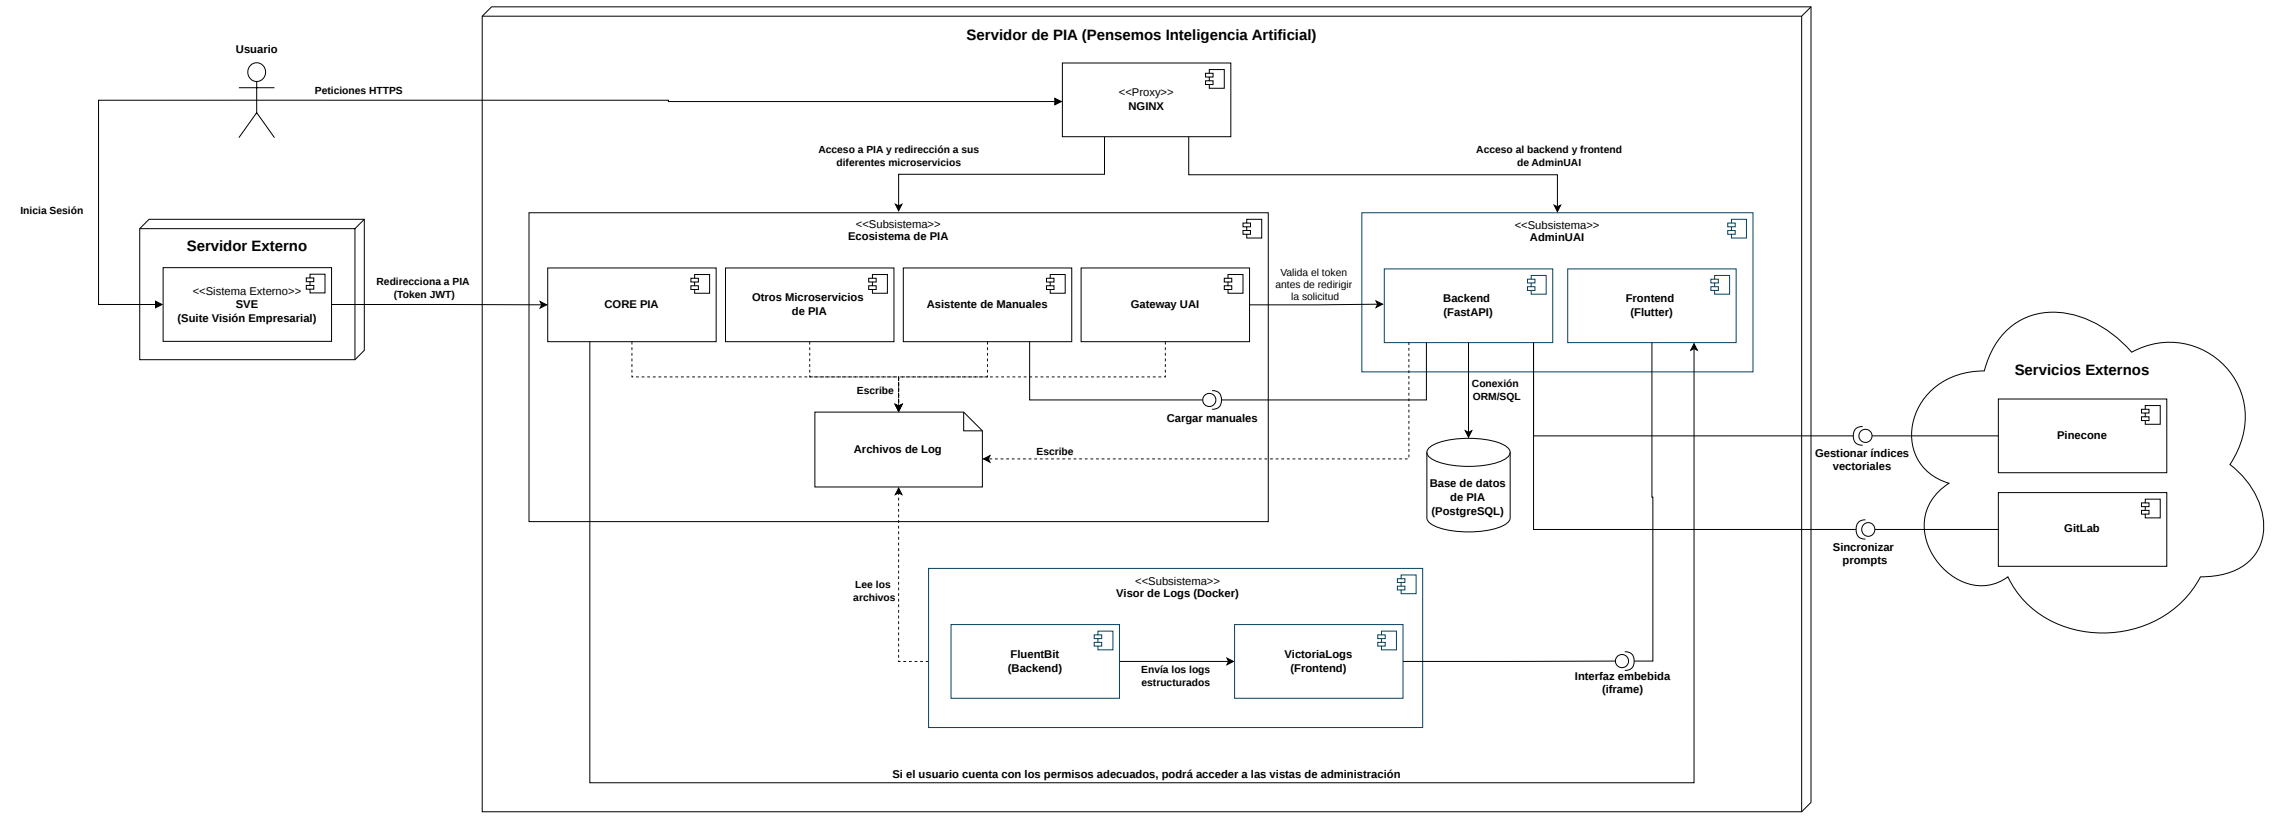 Servidor de PIA (Pensemos Inteligencia Artificial)
Usuario
Peticiones HTTPS
<<Proxy>>
NGINX
Acceso a PIA y redirección a sus
diferentes microservicios
Acceso al backend y frontend
de AdminUAI
Inicia Sesión
Servidor Externo
<<Sistema Externo>>
SVE
(Suite Visión Empresarial)
Redirecciona a PIA
(Token JWT)
<<Subsistema>>
Ecosistema de PIA
CORE PIA
Otros Microservicios
de PIA
Asistente de Manuales
Gateway UAI
Valida el token
antes de redirigir
la solicitud
<<Subsistema>>
AdminUAI
Backend
(FastAPI)
Frontend
(Flutter)
Escribe
Cargar manuales
Conexión
ORM/SQL
Archivos de Log
Escribe
Base de datos
de PIA
(PostgreSQL)
Servicios Externos
Pinecone
Gestionar índices
vectoriales
GitLab
Sincronizar
prompts
Lee los
archivos
<<Subsistema>>
Visor de Logs (Docker)
FluentBit
(Backend)
Envía los logs
estructurados
VictoriaLogs
(Frontend)
Interfaz embebida
(iframe)
Si el usuario cuenta con los permisos adecuados, podrá acceder a las vistas de administración